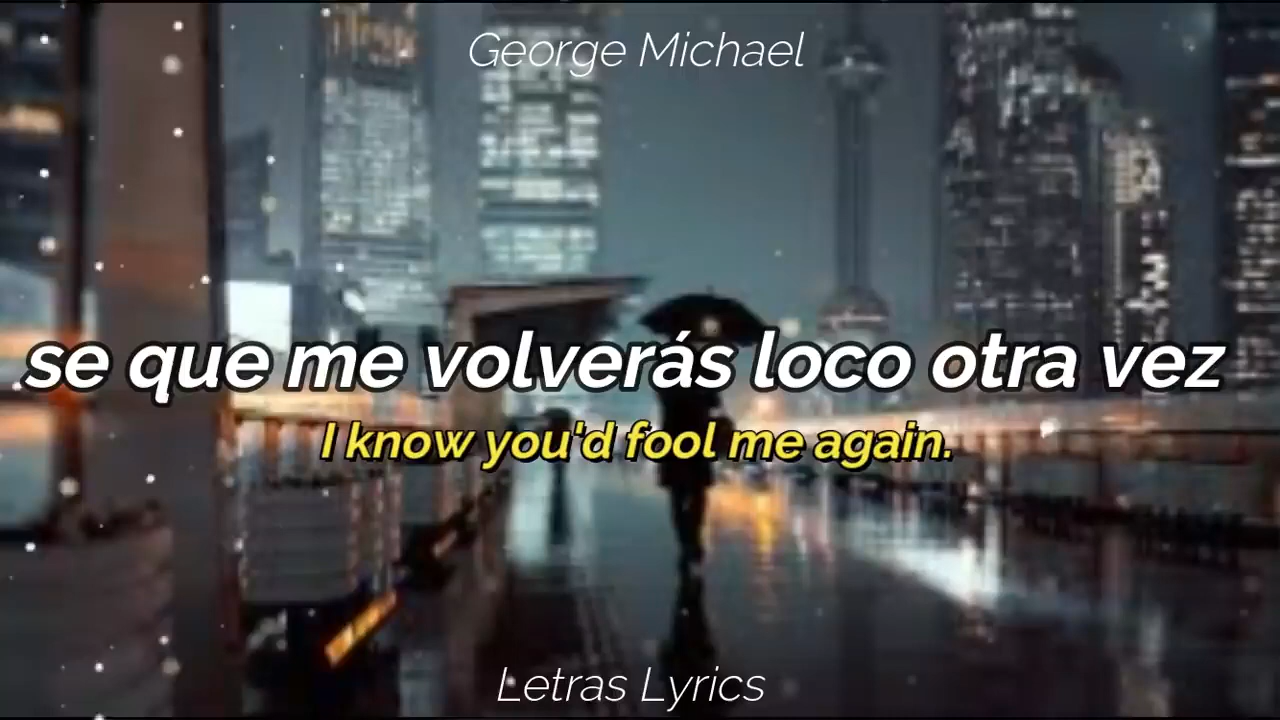 George Michael
se que me volverás loco otra vez
I know you'd fool me again.
Letras Lyrics